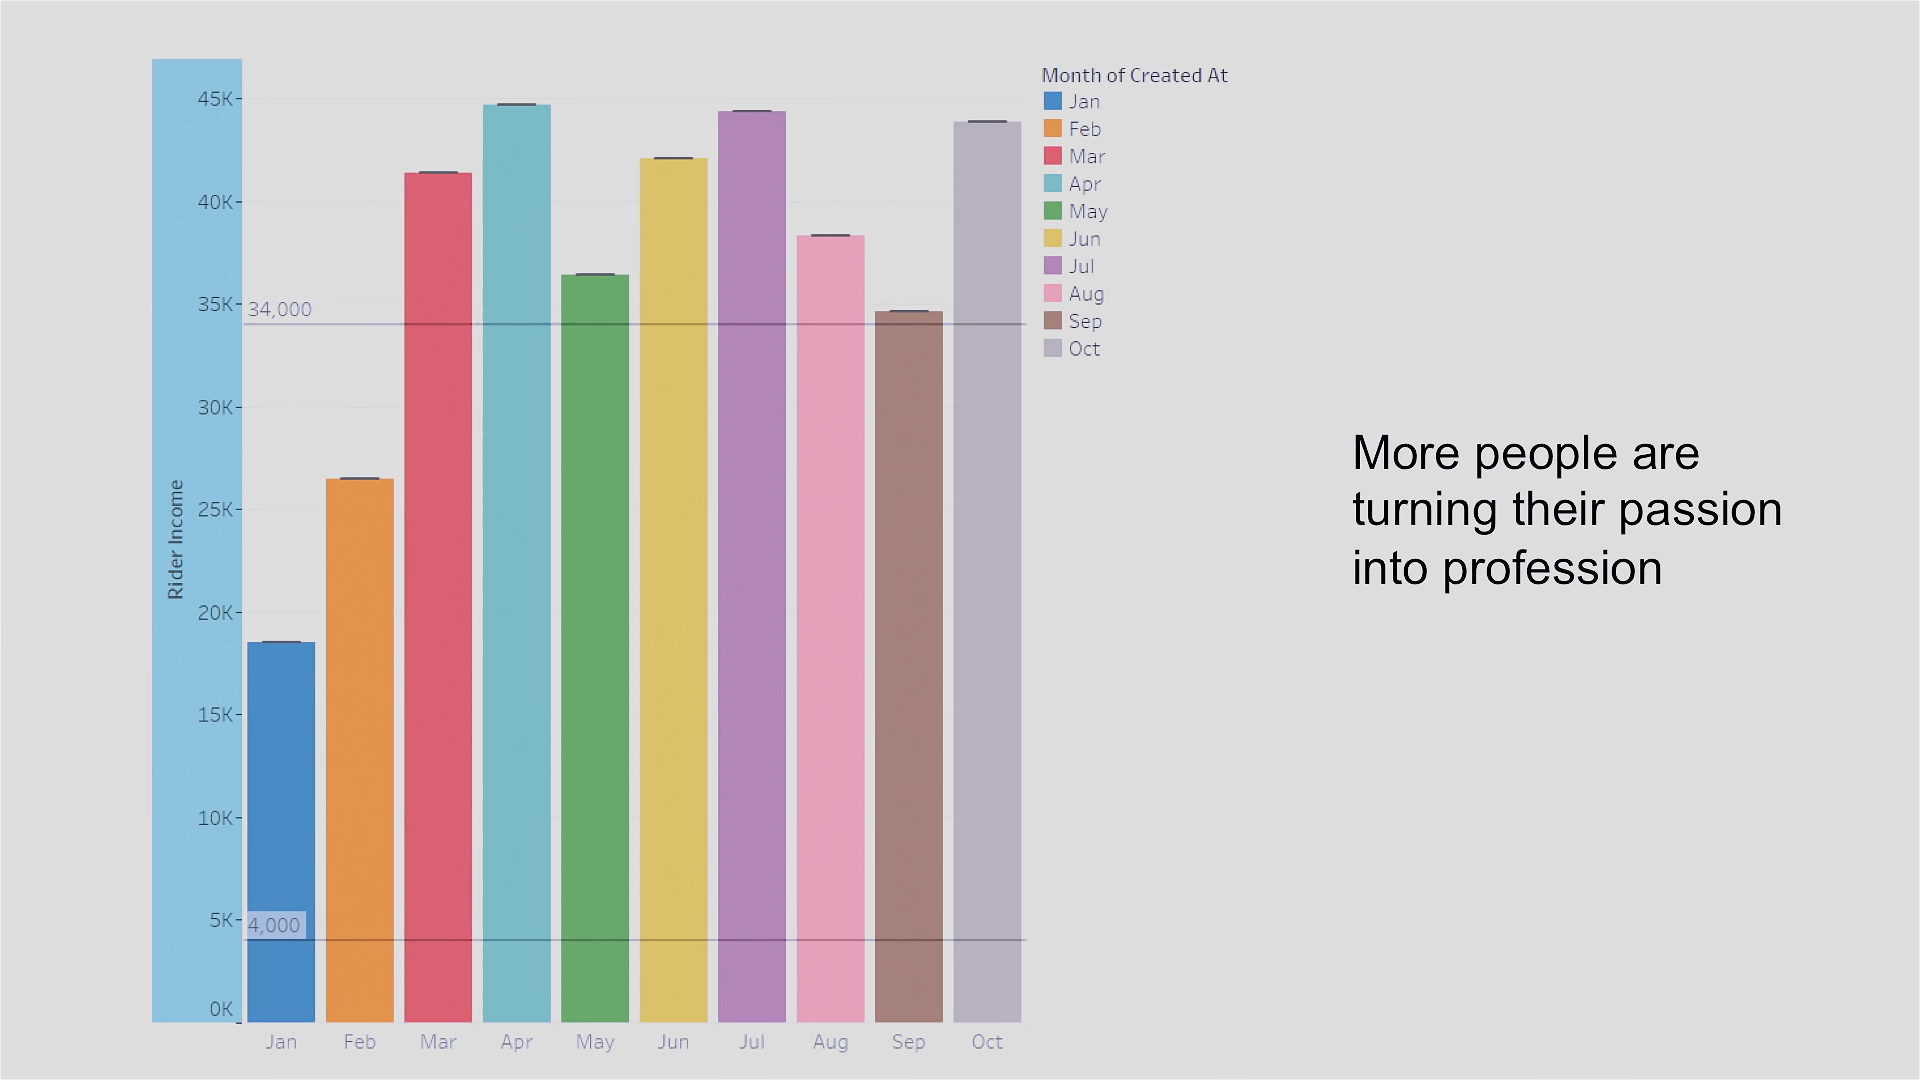 45K
40K
35K
30K
25K
20K
15K
10K
5K
0K
Rider Income
34,000
4,000
Jan
Feb
Mar
Apr
May
Jun
Jul
Aug
Sep
Oct
Month of Created At
Jan
Feb
Mar
Apr
May
Jun
Jul
Aug
Sep
Oct
More people are
turning their passion
into profession